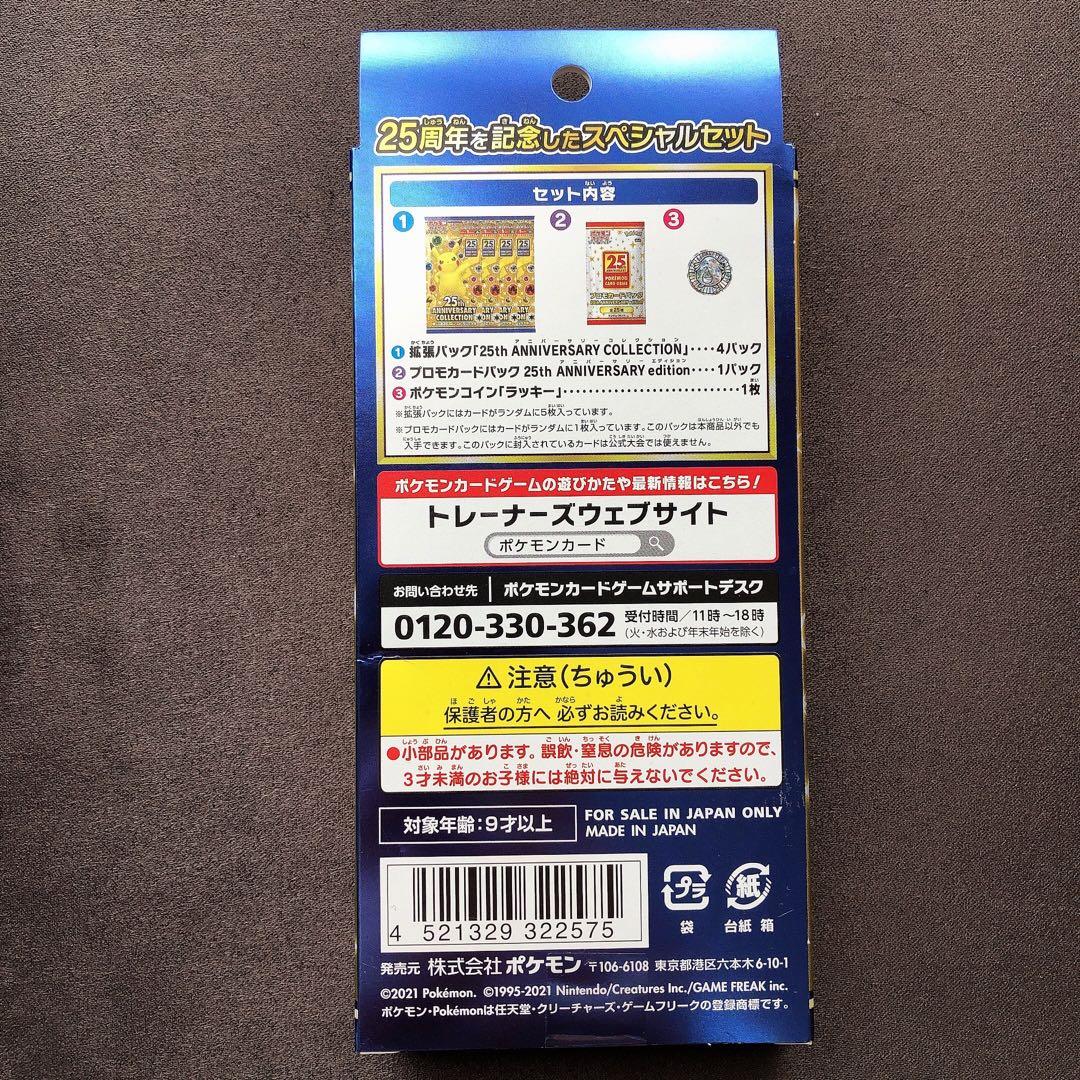 25周年を記念したスペシャルセット
セット内容
1 2 3
25th
ANNIVERSARY
COLLECTION
25
ANNIVERSARY
POKÉMON
CARD GAME
プロモカードパック
1 拡張パック「25th ANNIVERSARY COLLECTION」････4パック
2 プロモカードパック 25th ANNIVERSARY edition････1パック
3 ポケモンコイン「ラッキー」････････････････････････････1枚
※拡張パックにはカードがランダムに5枚入っています。
※プロモカードパックにはカードがランダムに1枚入っています。このパックは本商品以外でも
入手できます。このパックに封入されているカードは公式大会では使えません。
ポケモンカードゲームの遊びかたや最新情報はこちら!
トレーナーズウェブサイト
ポケモンカード
お問い合わせ先 | ポケモンカードゲームサポートデスク
0120-330-362 受付時間/11時~18時
(火・水および年末年始を除く)
⚠ 注意(ちゅうい)
保護者の方へ 必ずお読みください。
●小部品があります。誤飲・窒息の危険がありますので、
3才未満のお子様には絶対に与えないでください。
対象年齢:9才以上
FOR SALE IN JAPAN ONLY
MADE IN JAPAN
4 521329 322575
プラ
袋
紙
台紙 箱
発売元 株式会社 ポケモン 〒106-6108 東京都港区六本木6-10-1
©2021 Pokémon. ©1995-2021 Nintendo/Creatures Inc./GAME FREAK inc.
ポケモン・Pokémonは任天堂・クリーチャーズ・ゲームフリークの登録商標です。